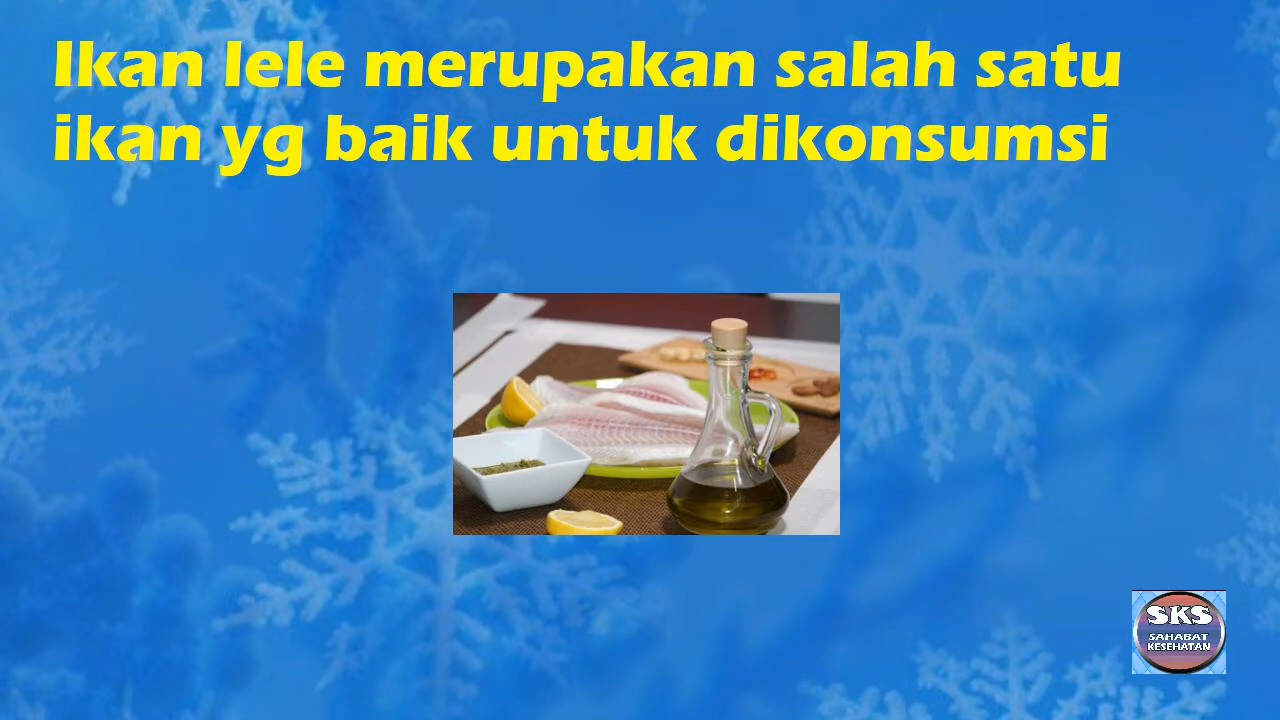 Ikan lele merupakan salah satu
ikan yg baik untuk dikonsumsi
SKS
SAHABAT
KESEHATAN